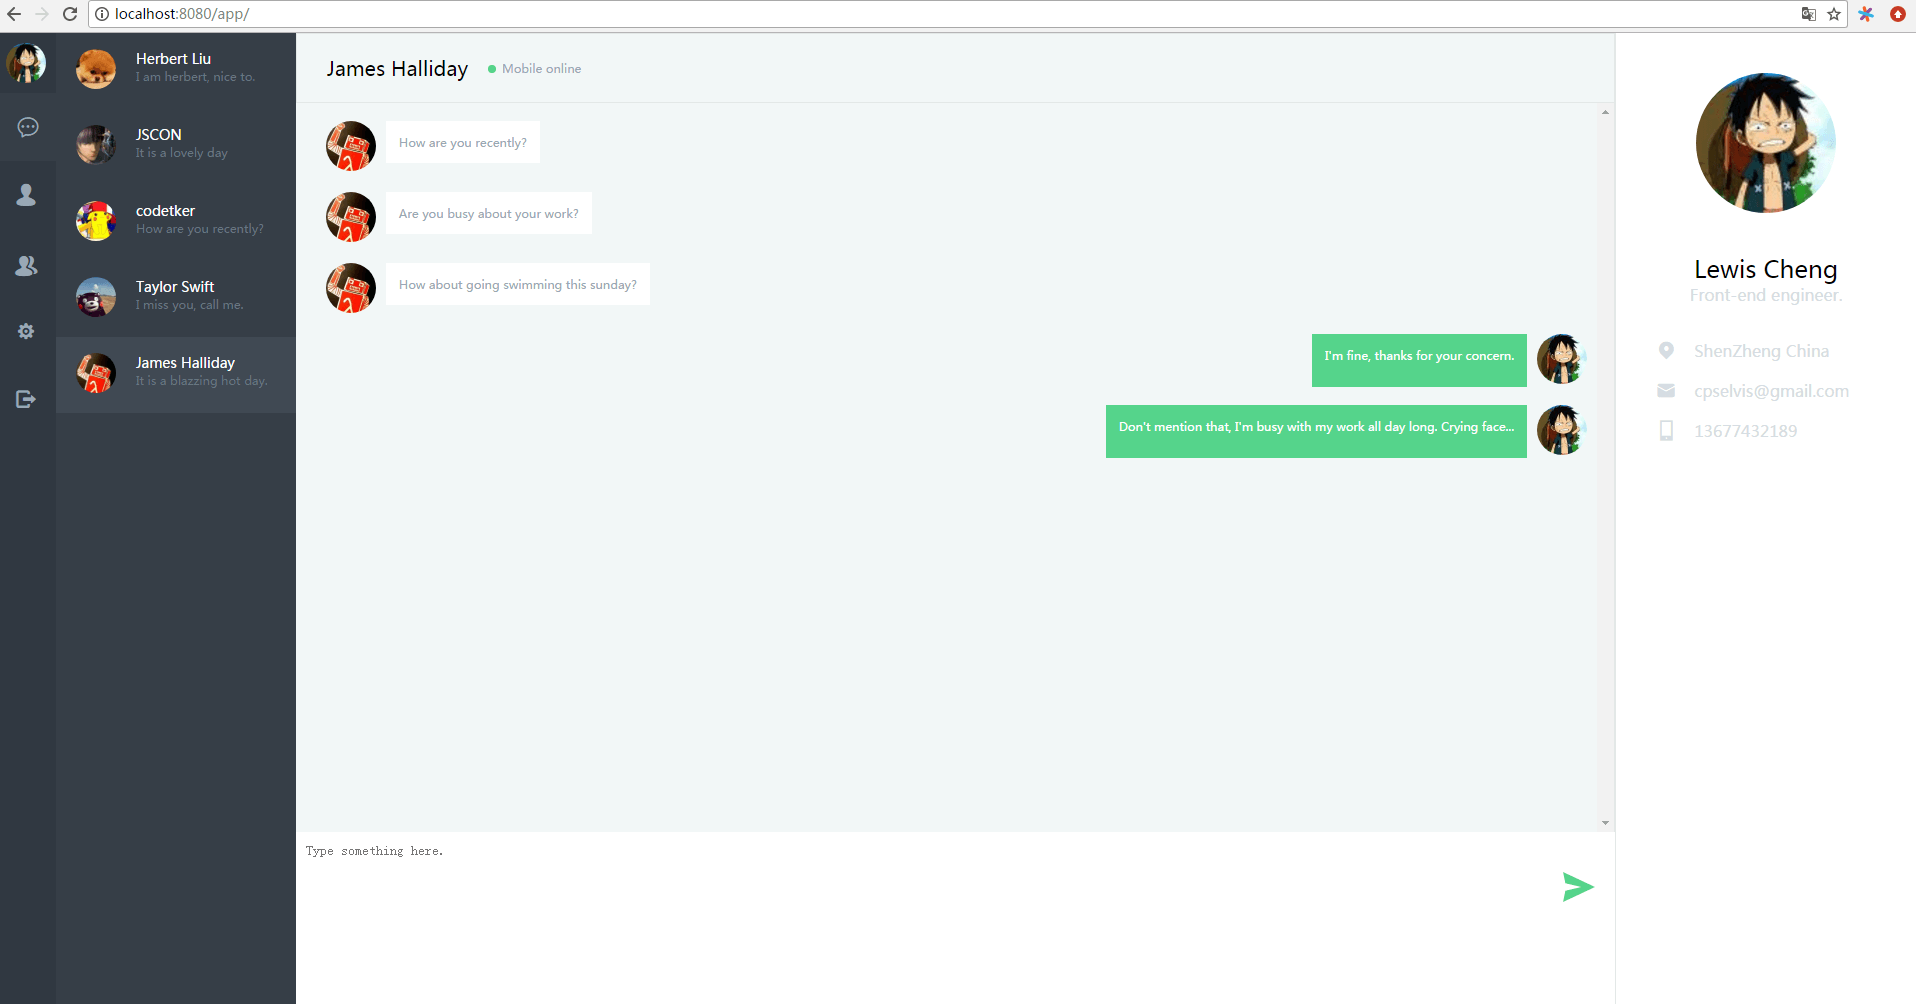 localhost:8080/app/
Herbert Liu
I am herbert, nice to.
JSCON
It is a lovely day
codetker
How are you recently?
Taylor Swift
I miss you, call me.
James Halliday
It is a blazzing hot day.
James Halliday
Mobile online
How are you recently?
Are you busy about your work?
How about going swimming this sunday?
I'm fine, thanks for your concern.
Don't mention that, I'm busy with my work all day long. Crying face...
Type something here.
Lewis Cheng
Front-end engineer.
ShenZheng China
cpselvis@gmail.com
13677432189